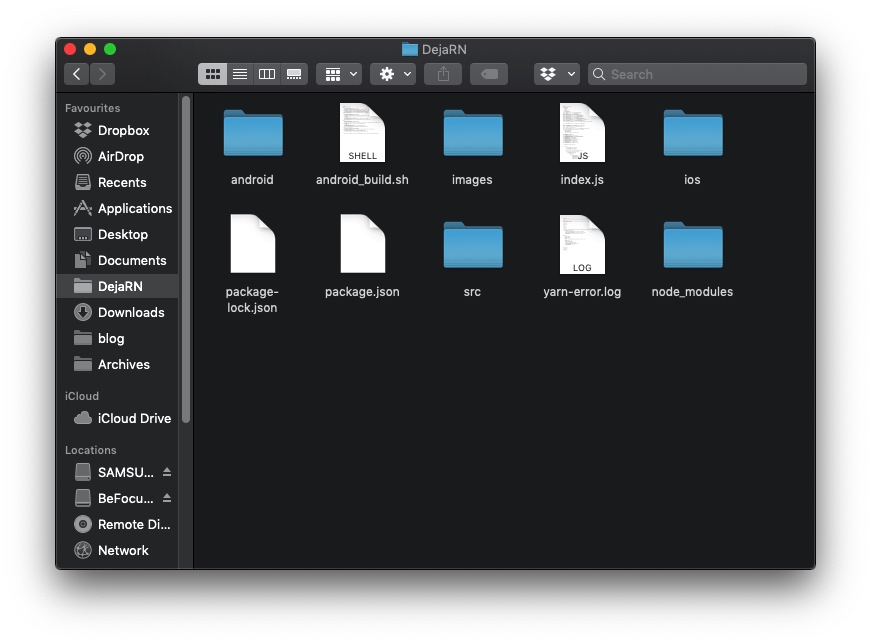 DejaRN
Search
Favourites
Dropbox
AirDrop
Recents
Applications
Desktop
Documents
DejaRN
Downloads
blog
Archives
iCloud
iCloud Drive
Locations
SAMSU...
BeFocu...
Remote Di...
Network
SHELL
JS
android
android_build.sh
images
index.js
ios
LOG
package-
lock.json
package.json
src
yarn-error.log
node_modules